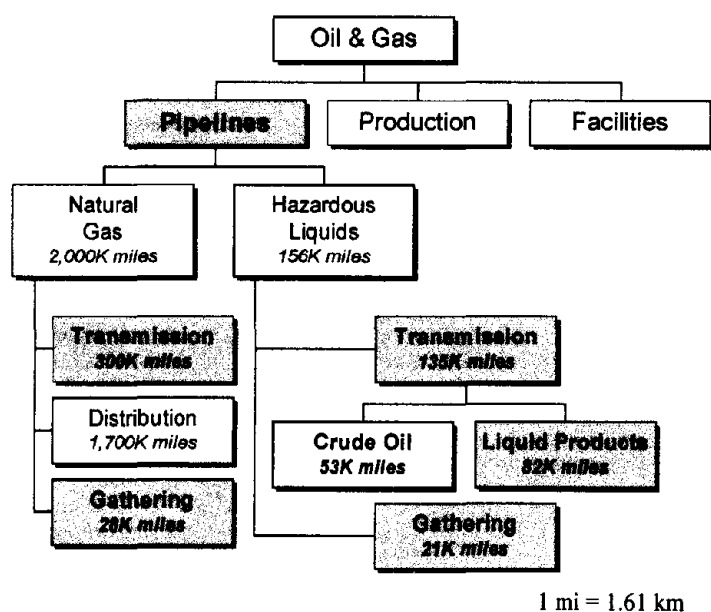 Oil & Gas
Pipelines
Production
Facilities
Natural
Gas
2,000K miles
Hazardous
Liquids
156K miles
Transmission
300K miles
Transmission
135K miles
Distribution
1,700K miles
Crude Oil
53K miles
Liquid Products
82K miles
Gathering
miles
Gathering
21K miles
1 mi = 1.61 km